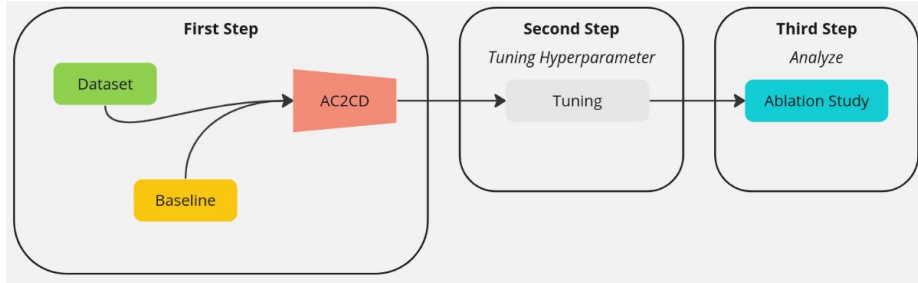 First Step
Dataset
AC2CD
Baseline
Second Step
Tuning Hyperparameter
Tuning
Third Step
Analyze
Ablation Study